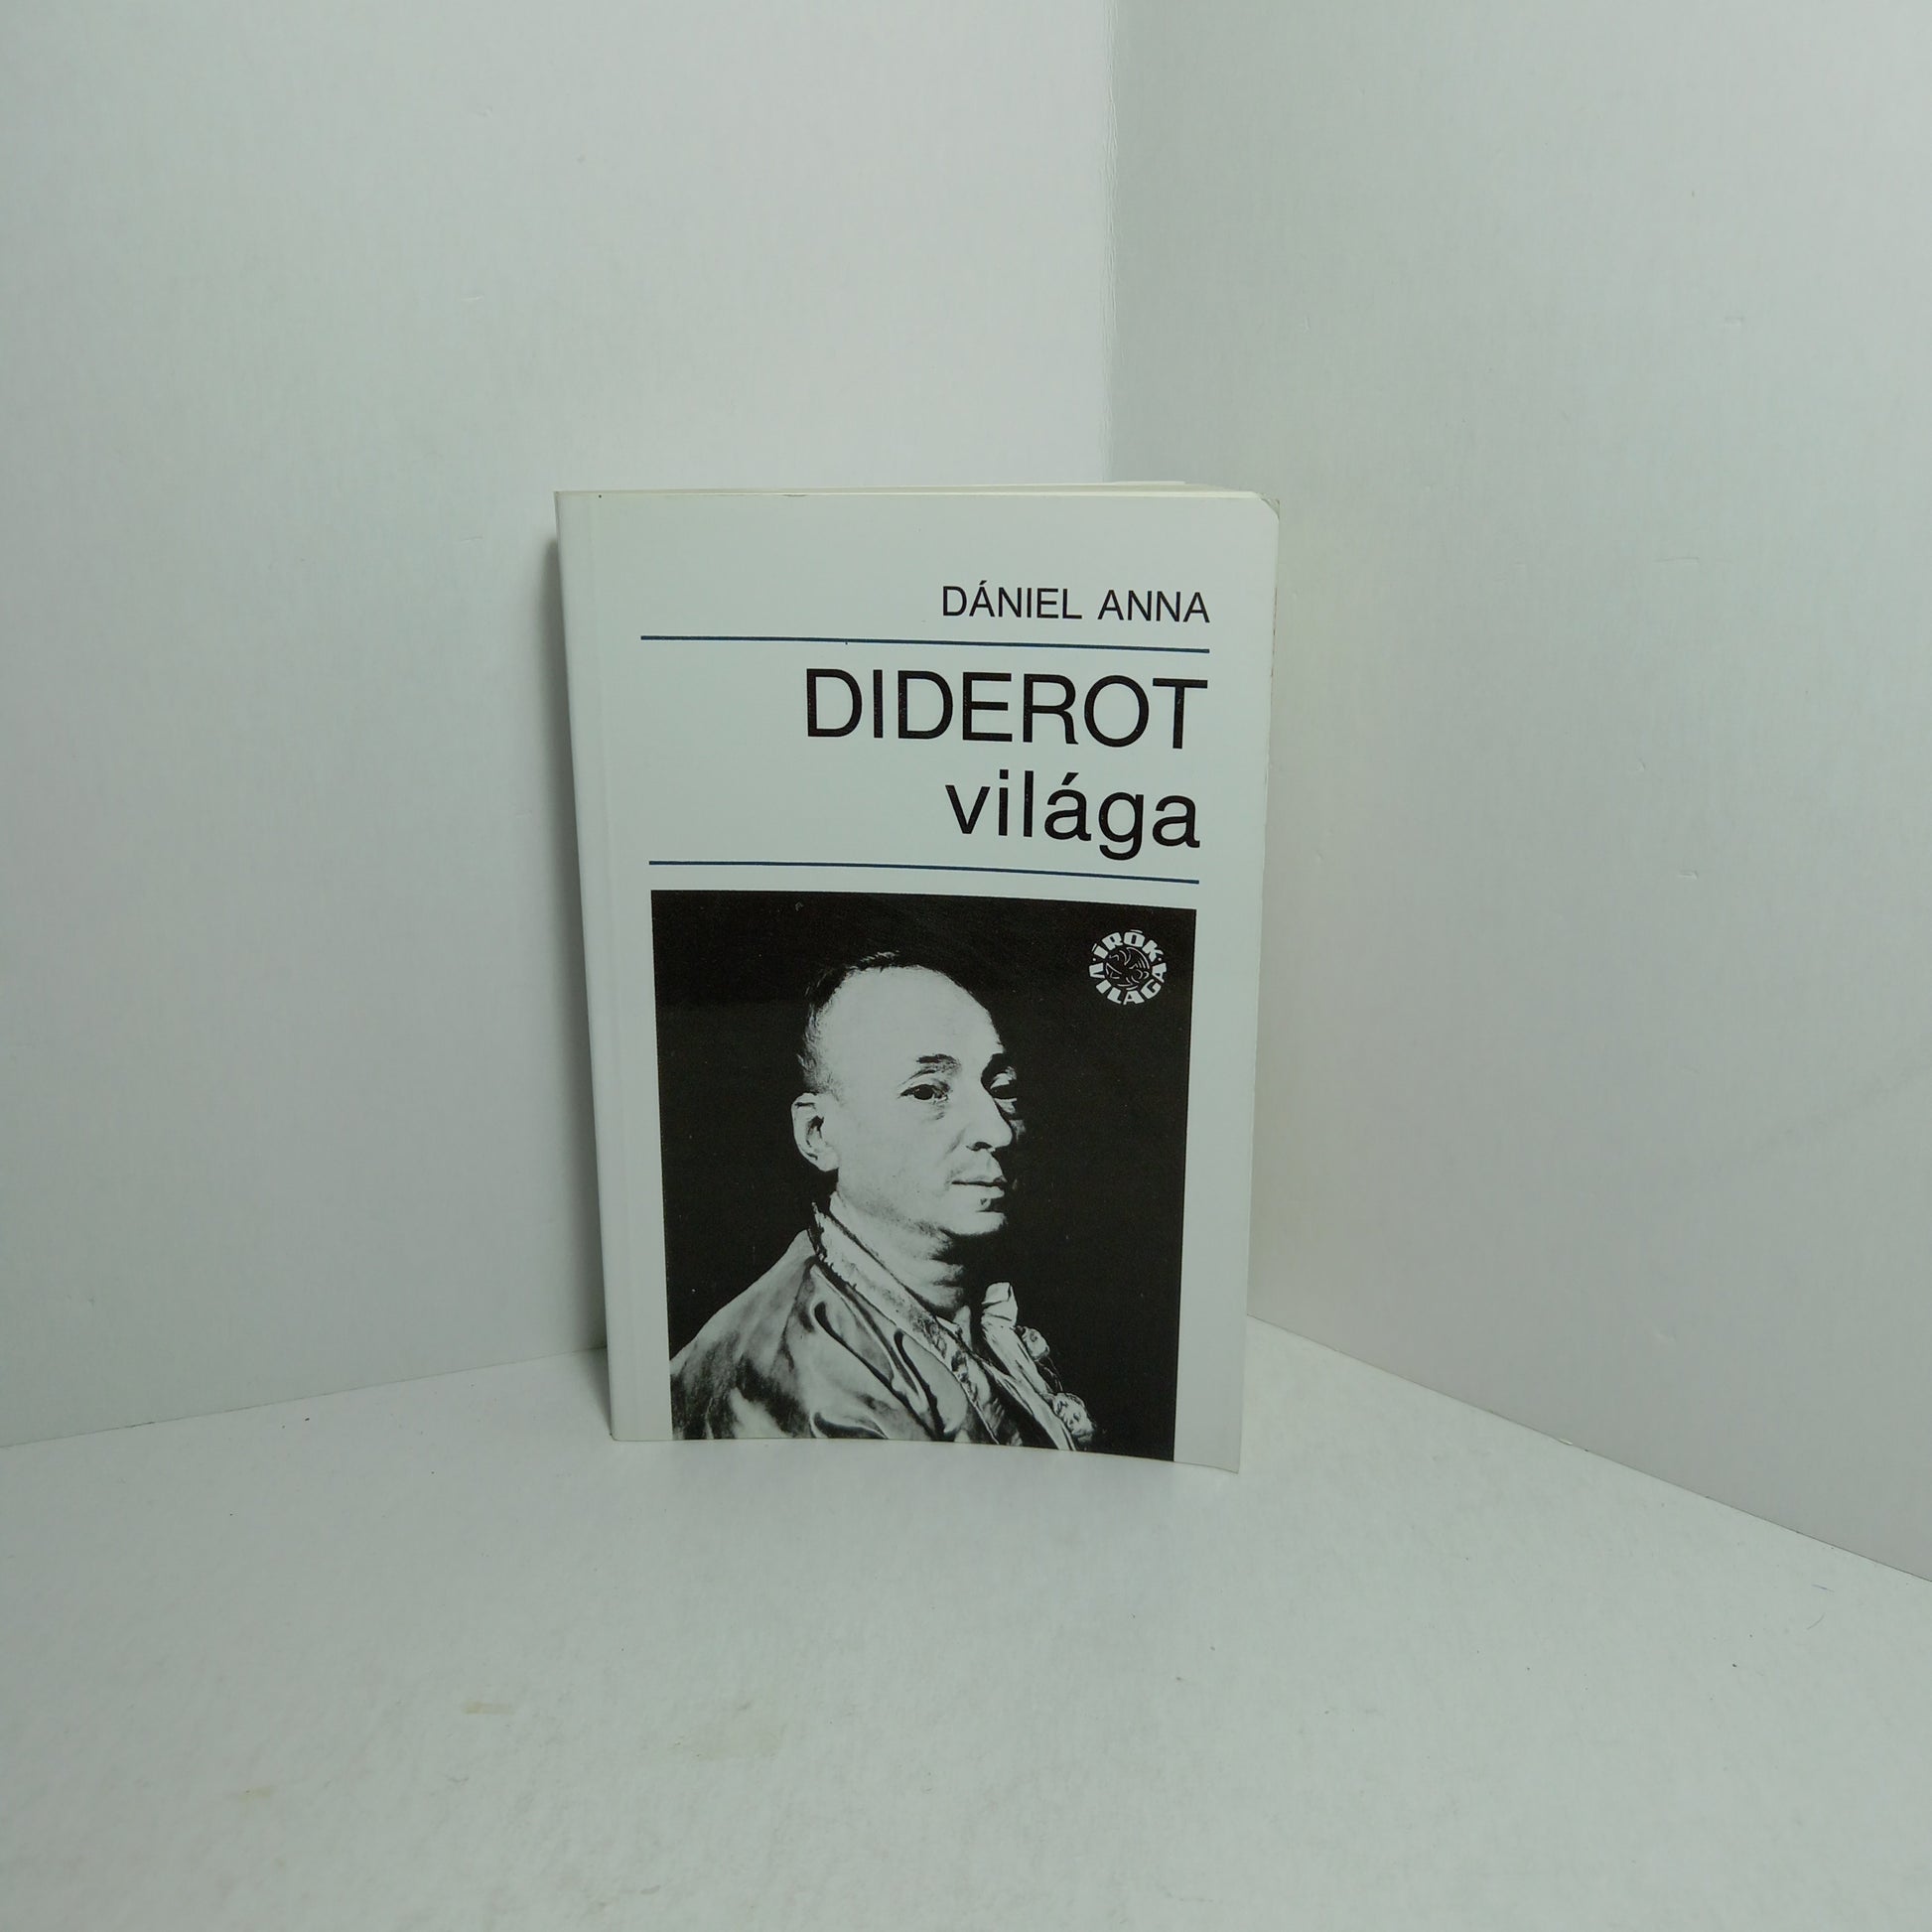 DÁNIEL ANNA
DIDEROT
világa
ÍRÓK
VILÁGA